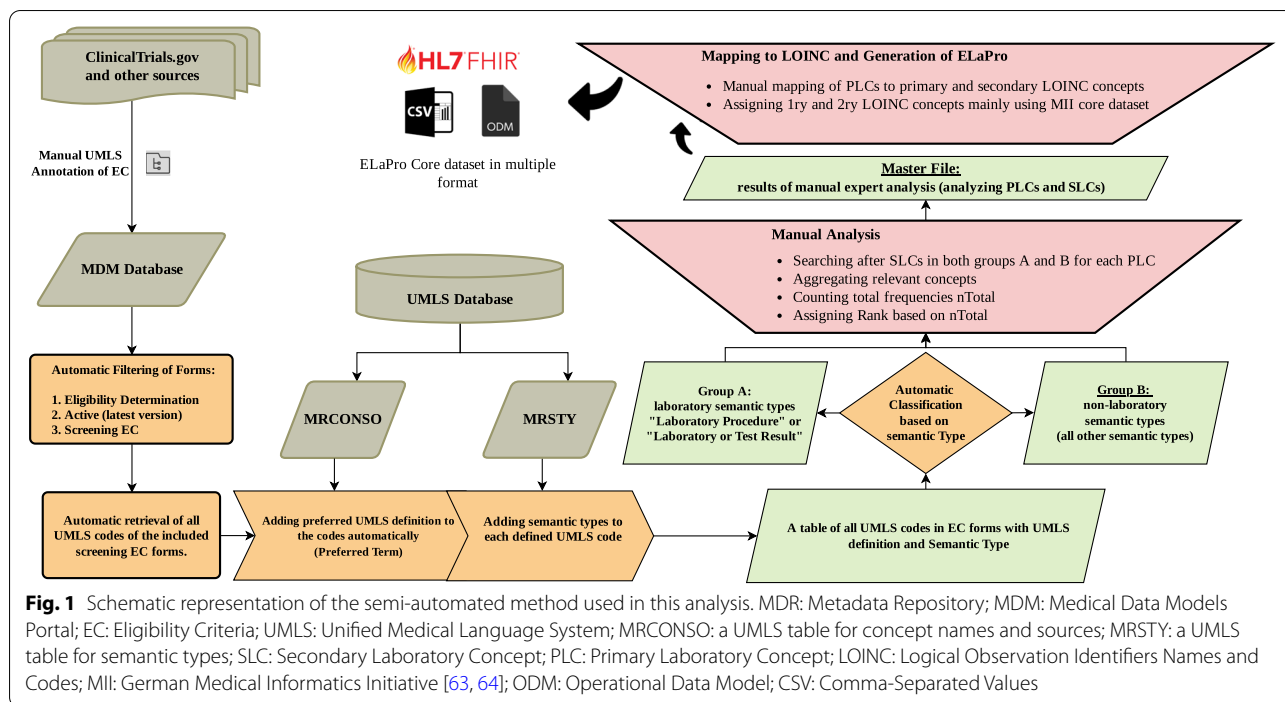 ClinicalTrials.gov
and other sources
Manual UMLS
Annotation of EC
MDM Database
Automatic Filtering of Forms:
1. Eligibility Determination
2. Active (latest version)
3. Screening EC
Automatic retrieval of all
UMLS codes of the included
screening EC forms.
UMLS Database
MRCONSO
MRSTY
Adding preferred UMLS definition to
the codes automatically
(Preferred Term)
Adding semantic types to
each defined UMLS code
A table of all UMLS codes in EC forms with UMLS
definition and Semantic Type
Automatic
Classification
based on
semantic Type
Group A:
laboratory semantic types
"Laboratory Procedure" or
"Laboratory or Test Result"
Group B:
non-laboratory
semantic types
(all other semantic types)
Manual Analysis
• Searching after SLCs in both groups A and B for each PLC
• Aggregating relevant concepts
• Counting total frequencies nTotal
• Assigning Rank based on nTotal
Master File:
results of manual expert analysis (analyzing PLCs and SLCs)
Mapping to LOINC and Generation of ELaPro
• Manual mapping of PLCs to primary and secondary LOINC concepts
• Assigning 1ry and 2ry LOINC concepts mainly using MII core dataset
HL7 FHIR
CSV
ODM
ELaPro Core dataset in multiple
format
Fig. 1 Schematic representation of the semi-automated method used in this analysis. MDR: Metadata Repository; MDM: Medical Data Models
Portal; EC: Eligibility Criteria; UMLS: Unified Medical Language System; MRCONSO: a UMLS table for concept names and sources; MRSTY: a UMLS
table for semantic types; SLC: Secondary Laboratory Concept; PLC: Primary Laboratory Concept; LOINC: Logical Observation Identifiers Names and
Codes; MII: German Medical Informatics Initiative [63, 64]; ODM: Operational Data Model; CSV: Comma-Separated Values